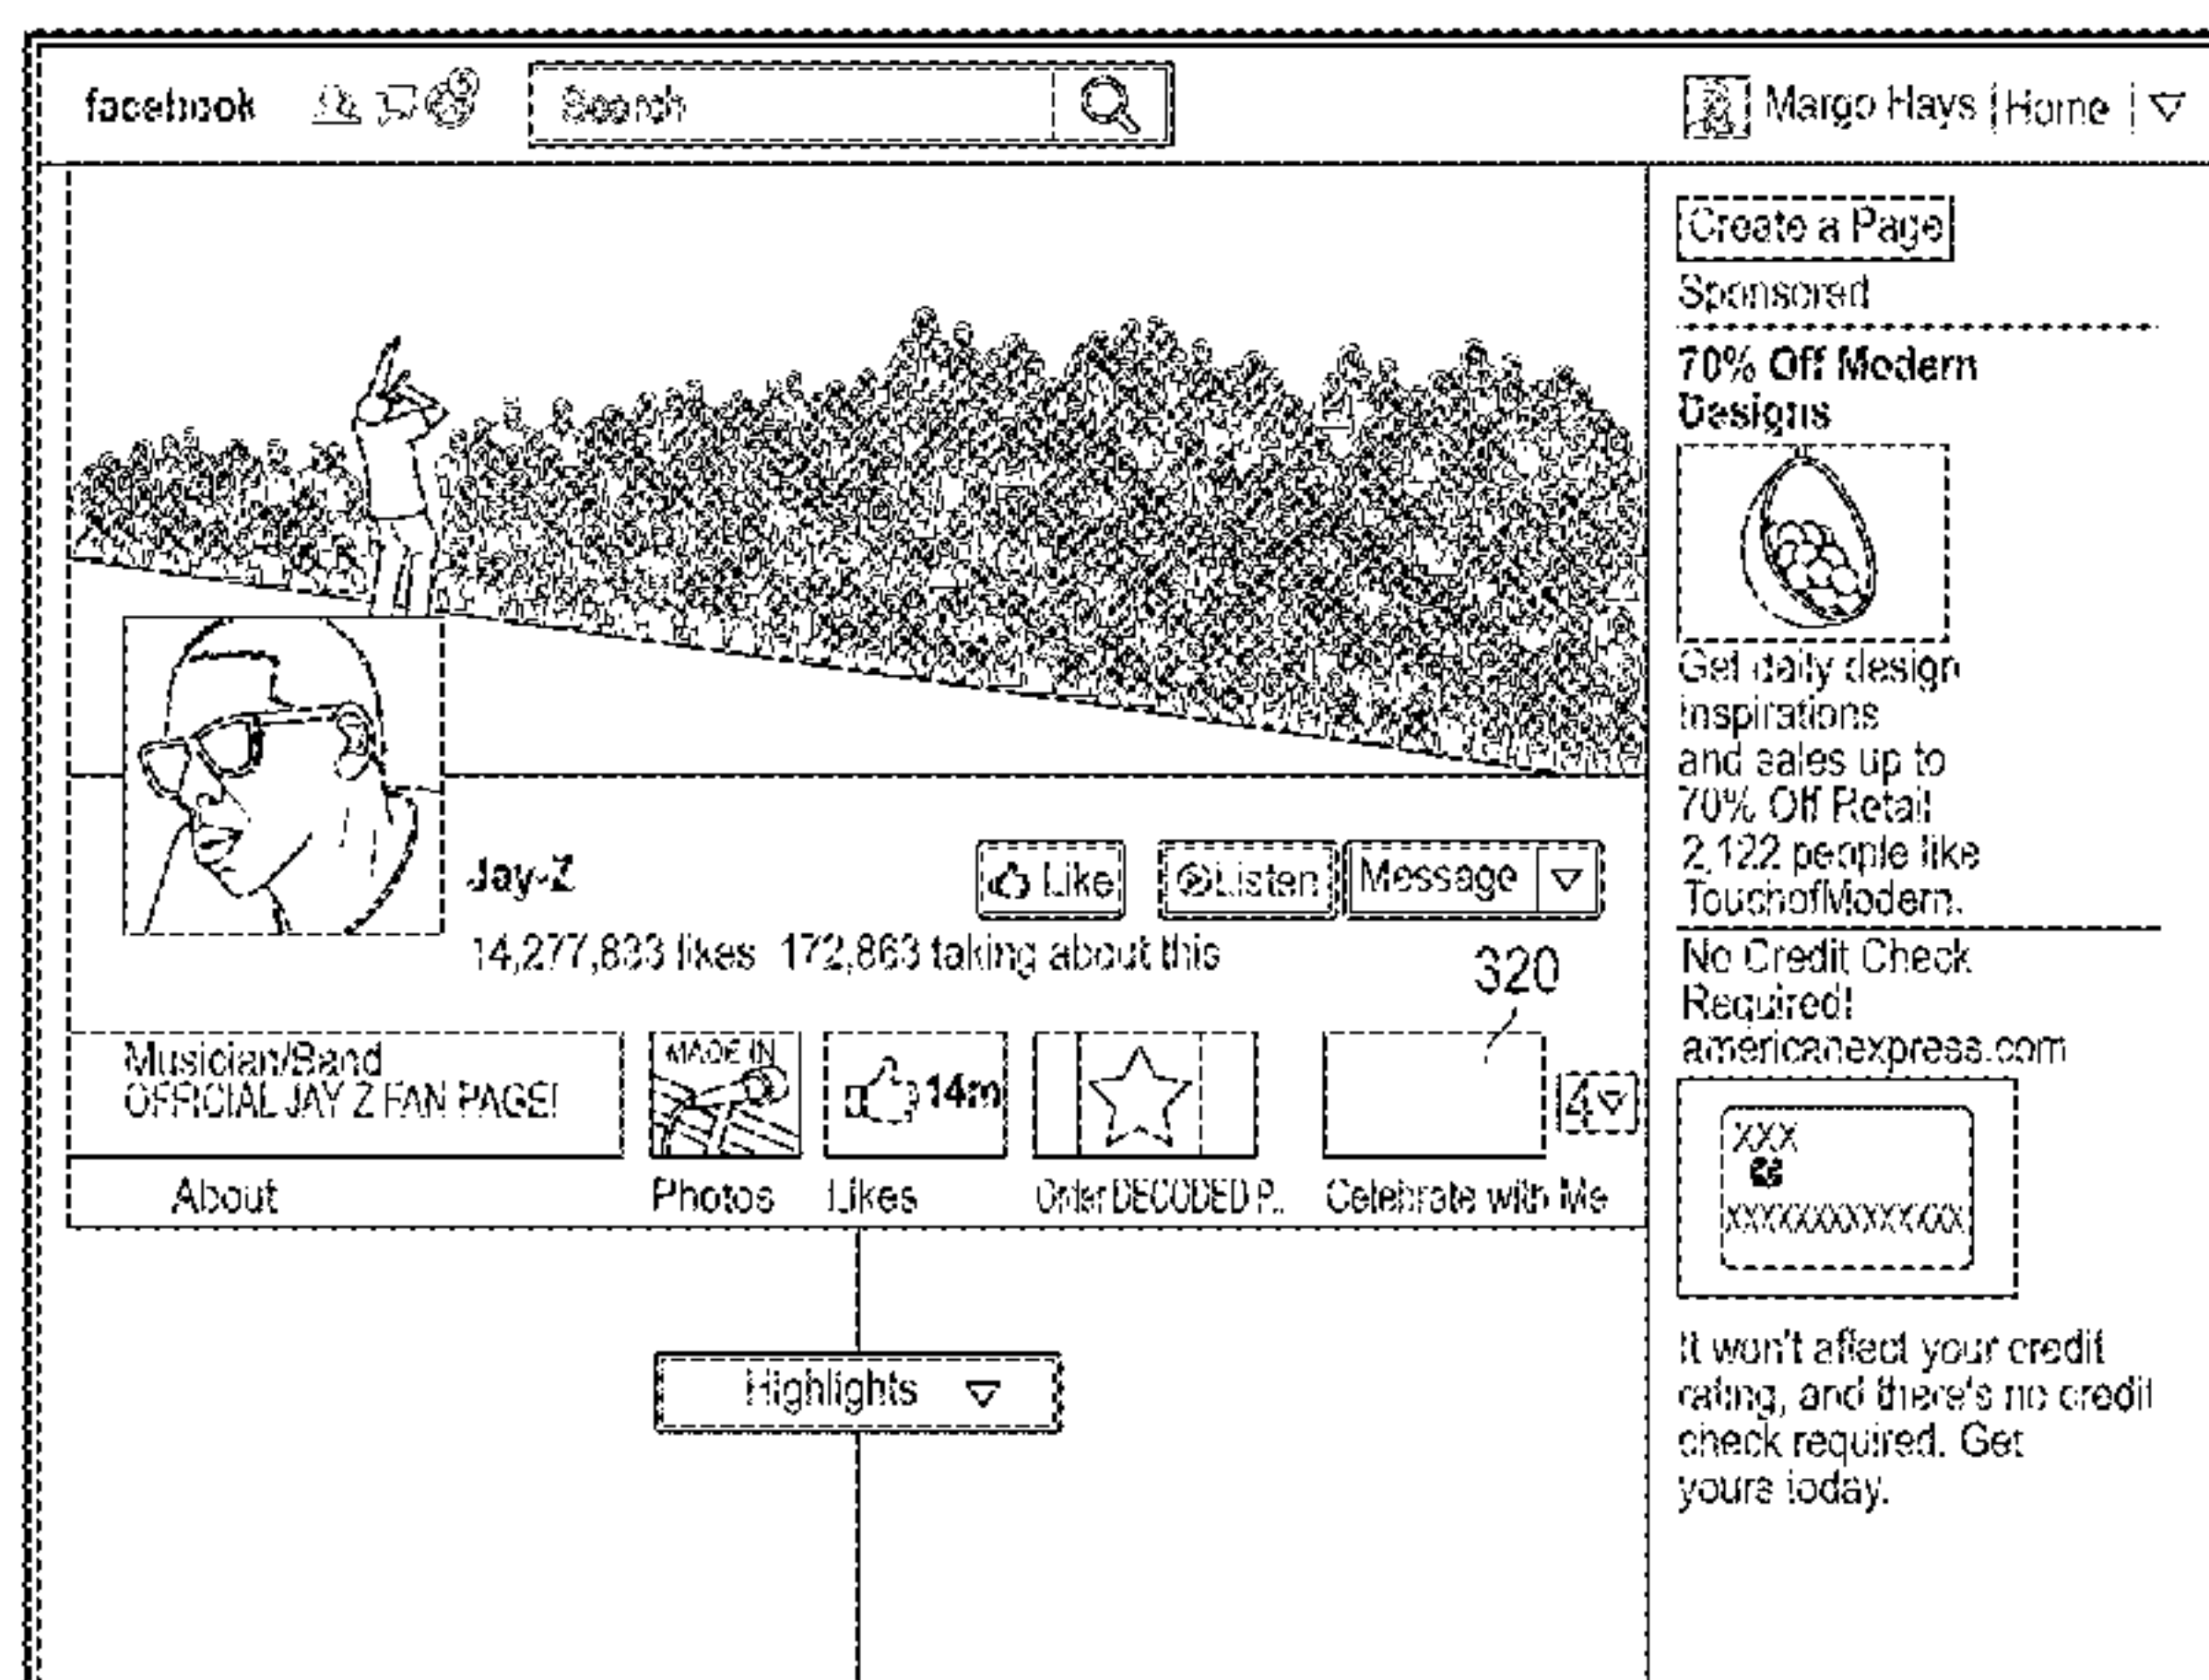 facebook
Search
Margo Hays | Home
Create a Page
Sponsored
70% Off Modern
Designs
Get daily design
inspirations
and sales up to
70% Off Retail
2,122 people like
TouchofModern.
No Credit Check
Required!
americanexpress.com
XXX
It won't affect your credit
rating, and there's no credit
check required. Get
yours today.
Jay-Z
Like
Listen
Message
14,277,833 likes 172,863 taking about this
320
Musician/Band
OFFICIAL JAY Z FAN PAGE!
MADE IN
14m
4
About
Photos
Likes
Order DECODED P..
Celebrate with Me
Highlights